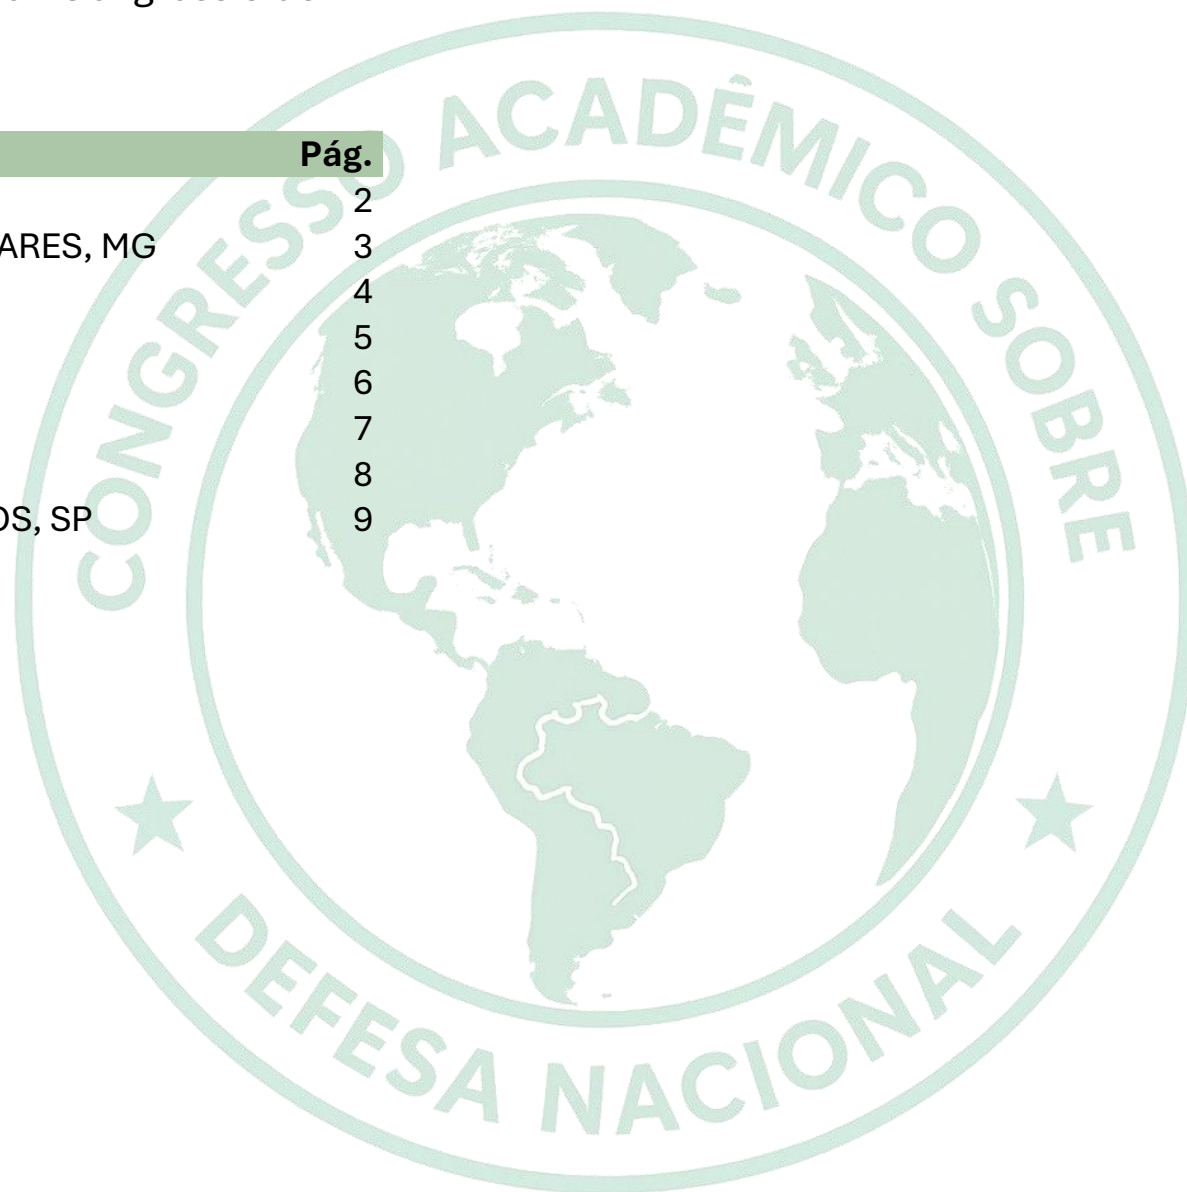 Pág.
2
ARES, MG 3
4
5
6
7
8
OS, SP 9
CONGRESSO ACADÊMICO SOBRE
DEFESA NACIONAL